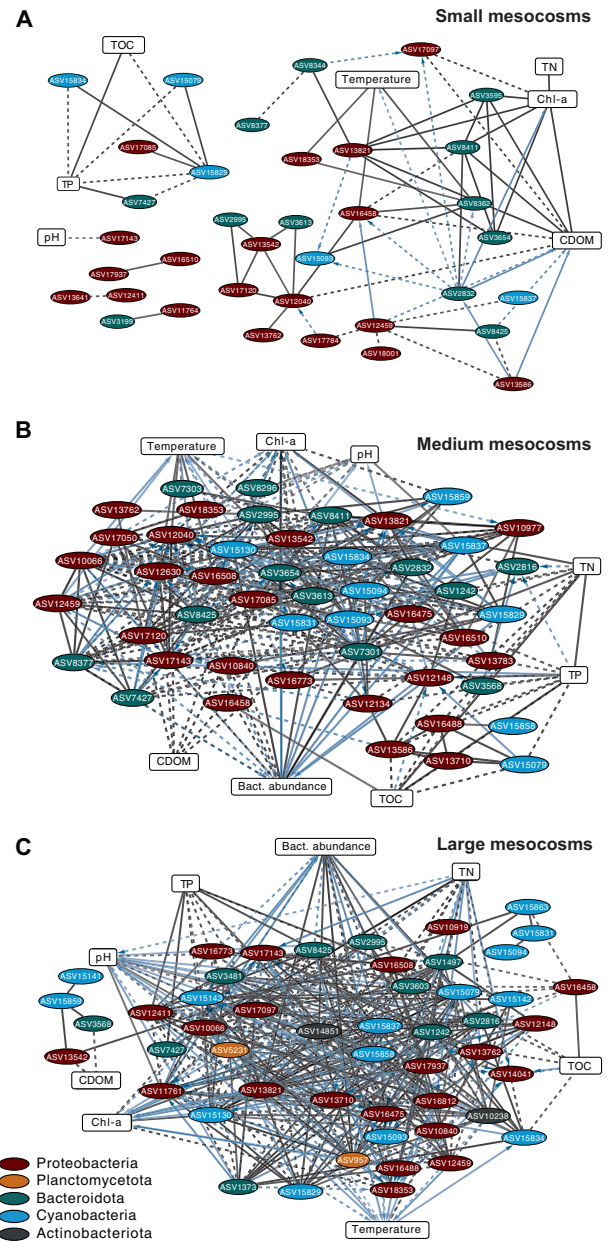 A
Small mesocosms
TOC
ASV15834
ASV15079
ASV17085
ASV15829
TP
ASV7427
pH
ASV17143
ASV16510
ASV17937
ASV13641
ASV12411
ASV11764
ASV3199
ASV17097
ASV8344
Temperature
TN
ASV3595
Chl-a
ASV8377
ASV13821
ASV8411
ASV18353
ASV8362
ASV16458
ASV2995
ASV3613
ASV13542
ASV3654
CDOM
ASV15093
ASV17120
ASV12040
ASV2832
ASV15837
ASV13762
ASV17784
ASV12459
ASV8425
ASV18001
ASV13586
B
Medium mesocosms
Temperature
Chl-a
pH
ASV7303
ASV8296
ASV15859
ASV13762
ASV18353
ASV2995
ASV8411
ASV13821
ASV10977
ASV17050
ASV12040
ASV13542
ASV15130
ASV15834
ASV15837
ASV10066
ASV12630
ASV16508
ASV3654
ASV2832
ASV2816
TN
ASV12459
ASV17085
ASV3613
ASV15094
ASV1242
ASV8425
ASV15831
ASV15093
ASV16475
ASV15829
ASV17120
ASV16510
ASV8377
ASV17143
ASV10840
ASV7301
ASV13783
TP
ASV16773
ASV12148
ASV3568
ASV7427
ASV16458
ASV12134
ASV16488
ASV15858
ASV13586
ASV13710
ASV15079
CDOM
Bact. abundance
TOC
C
Large mesocosms
Bact. abundance
TN
TP
ASV15863
ASV10919
ASV15831
pH
ASV16773
ASV17143
ASV8425
ASV2995
ASV15094
ASV15141
ASV3481
ASV16508
ASV1497
ASV15859
ASV15143
ASV3603
ASV15079
ASV15142
ASV16458
ASV3568
ASV12411
ASV17097
ASV10066
ASV14851
ASV15837
ASV1242
ASV2816
ASV12148
ASV13542
ASV7427
ASV5231
ASV15858
ASV13762
TOC
CDOM
ASV17937
ASV14041
ASV11761
ASV13821
ASV13710
ASV16812
Chl-a
ASV15130
ASV16475
ASV10238
ASV10840
ASV15093
ASV15834
ASV957
ASV16488
ASV12459
ASV1373
ASV15829
ASV18353
Temperature
Proteobacteria
Planctomycetota
Bacteroidota
Cyanobacteria
Actinobacteriota